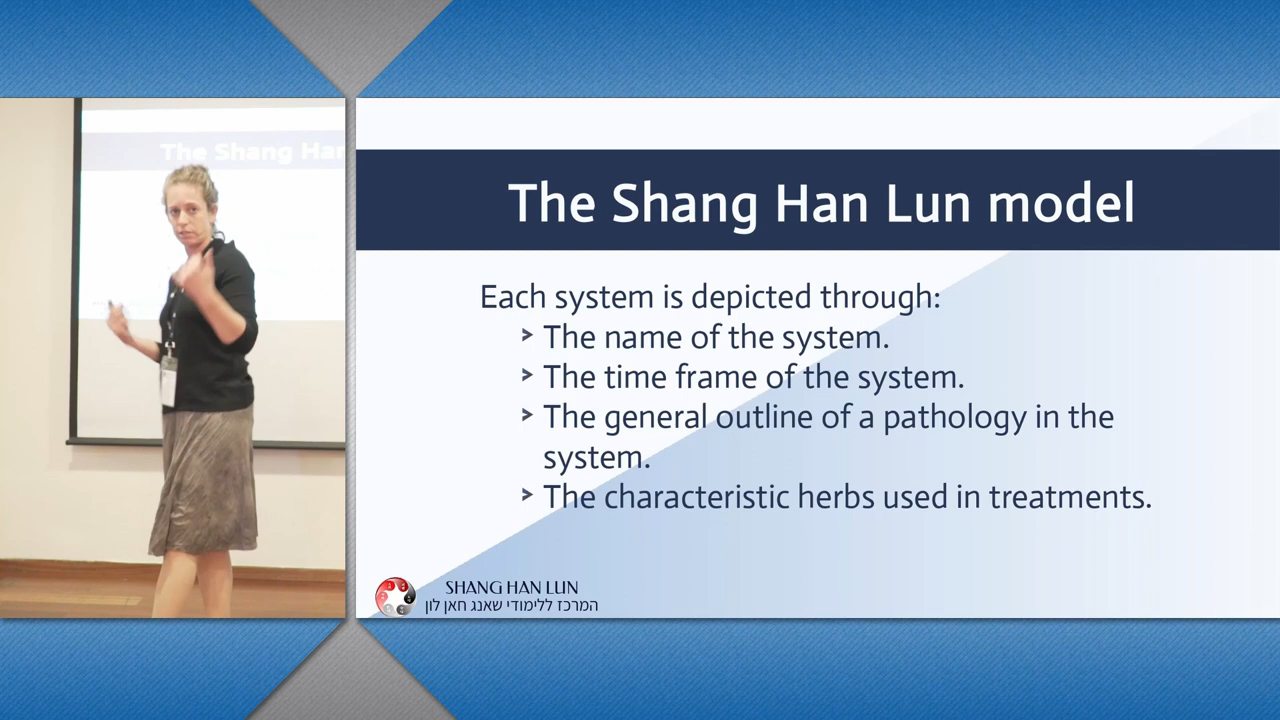 The Shang Han
The Shang Han Lun model
Each system is depicted through:
> The name of the system.
> The time frame of the system.
> The general outline of a pathology in the
system.
> The characteristic herbs used in treatments.
SHANG HAN LUN
המרכז ללימודי שאנג חאן לון